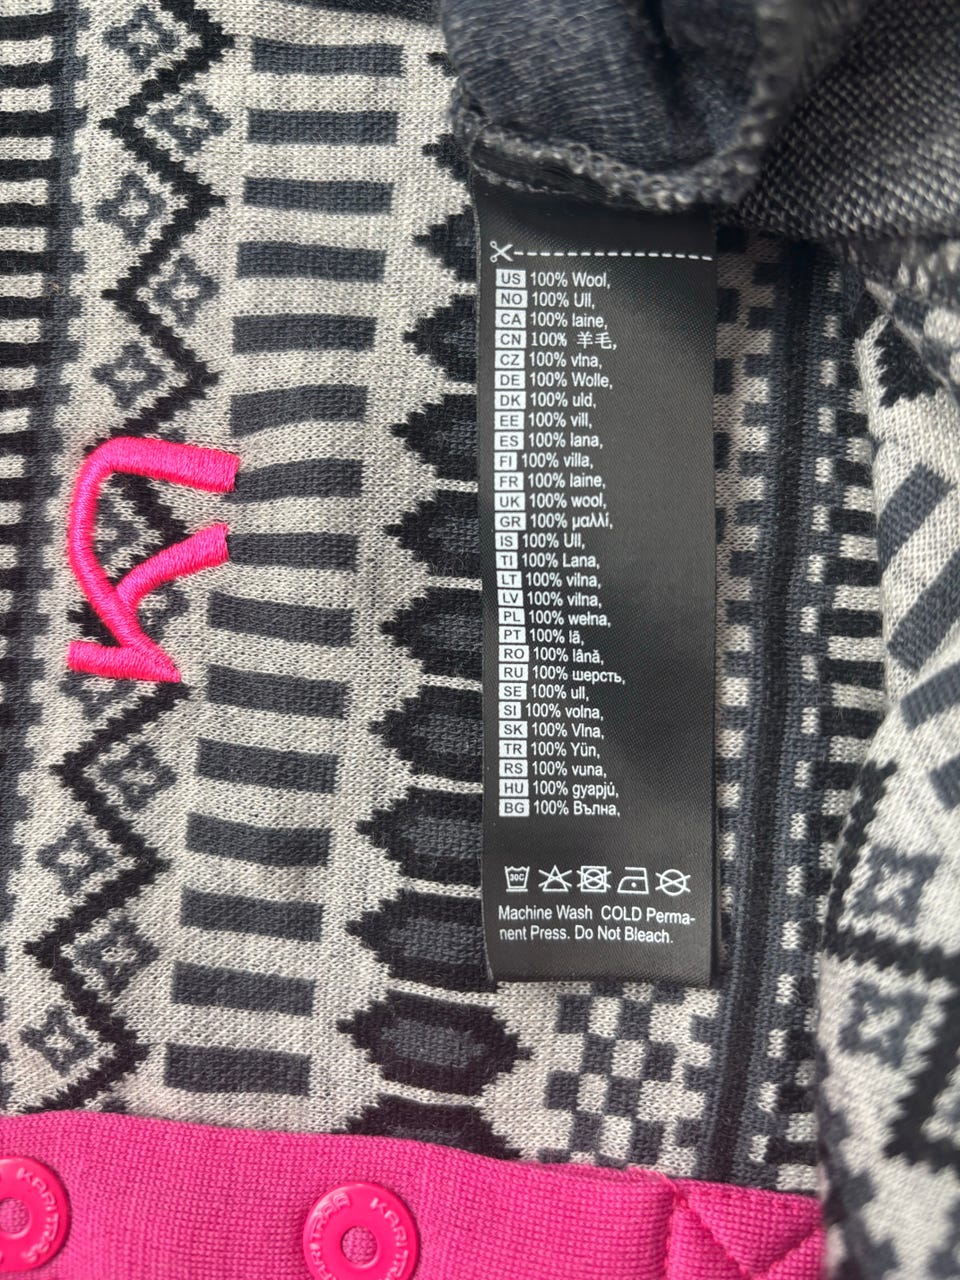 US 100% Wool,
NO 100% Ull,
CA 100% laine,
CN 100% 羊毛,
CZ 100% vlna,
DE 100% Wolle,
DK 100% uld,
EE 100% vill,
ES 100% lana,
FI 100% villa,
FR 100% laine,
UK 100% wool,
GR 100% μαλλί,
IS 100% Ull,
TI 100% Lana,
LT 100% vilna,
LV 100% vilna,
PL 100% wełna,
PT 100% lã,
RO 100% lână,
RU 100% шерсть,
SE 100% ull,
SI 100% volna,
SK 100% Vlna,
TR 100% Yün,
RS 100% vuna,
HU 100% gyapjú,
BG 100% Вълна,
30C
Machine Wash COLD Perma-
nent Press. Do Not Bleach.
KARI TRAA
KARI TRAA